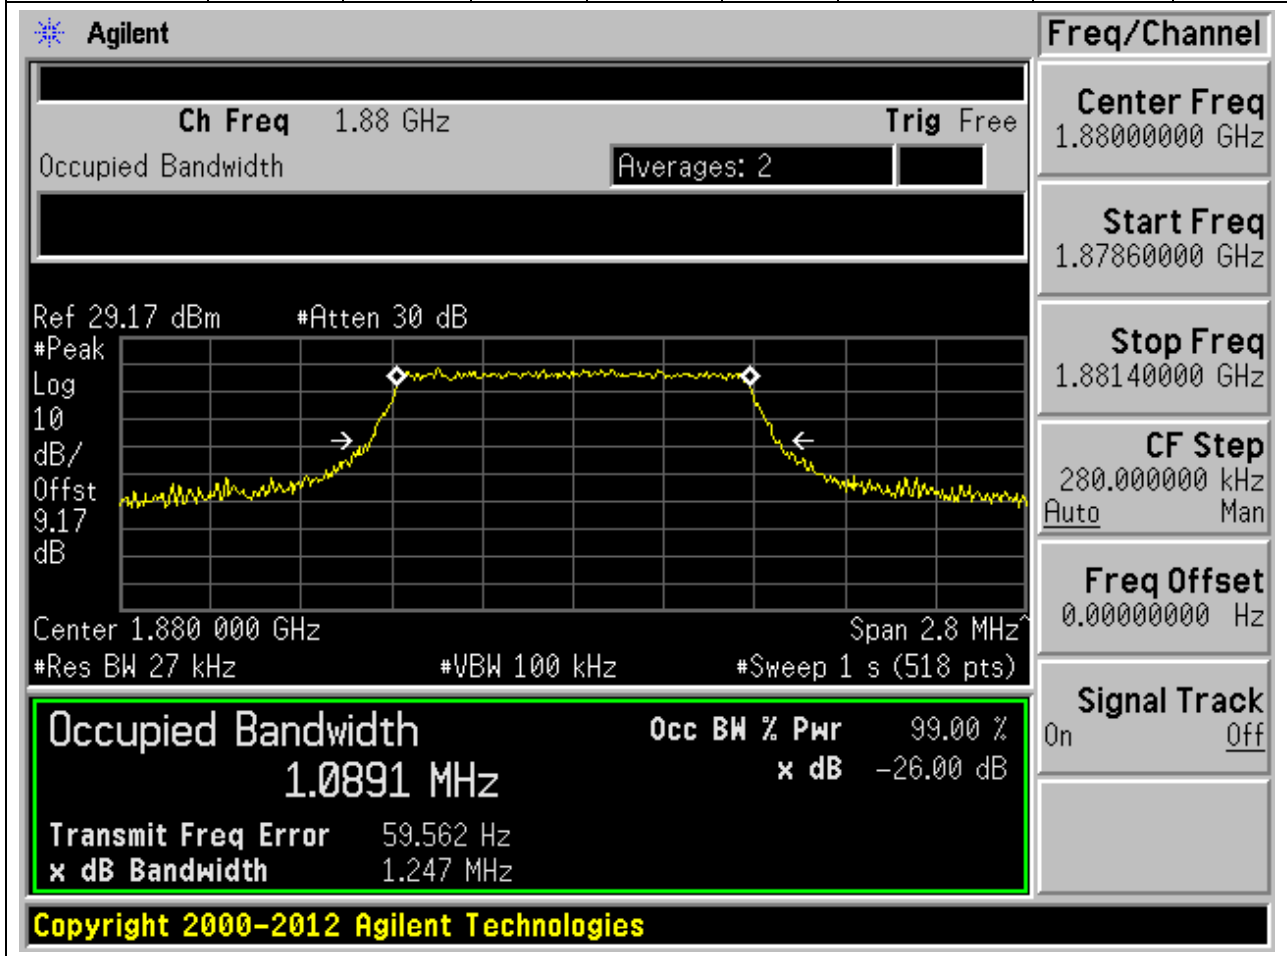 Agilent
Freq/Channel
Ch Freq 1.88 GHz Trig Free
Occupied Bandwidth Averages: 2
Ref 29.17 dBm #Atten 30 dB
#Peak
Log
10
dB/
Offst
9.17
dB
Center 1.880 000 GHz Span 2.8 MHz^
#Res BW 27 kHz #VBW 100 kHz #Sweep 1 s (518 pts)
Occupied Bandwidth
1.0891 MHz
Occ BW % Pwr 99.00 %
x dB -26.00 dB
Transmit Freq Error 59.562 Hz
x dB Bandwidth 1.247 MHz
Center Freq
1.88000000 GHz
Start Freq
1.87860000 GHz
Stop Freq
1.88140000 GHz
CF Step
280.000000 kHz
Auto Man
Freq Offset
0.00000000 Hz
Signal Track
On Off
Copyright 2000-2012 Agilent Technologies